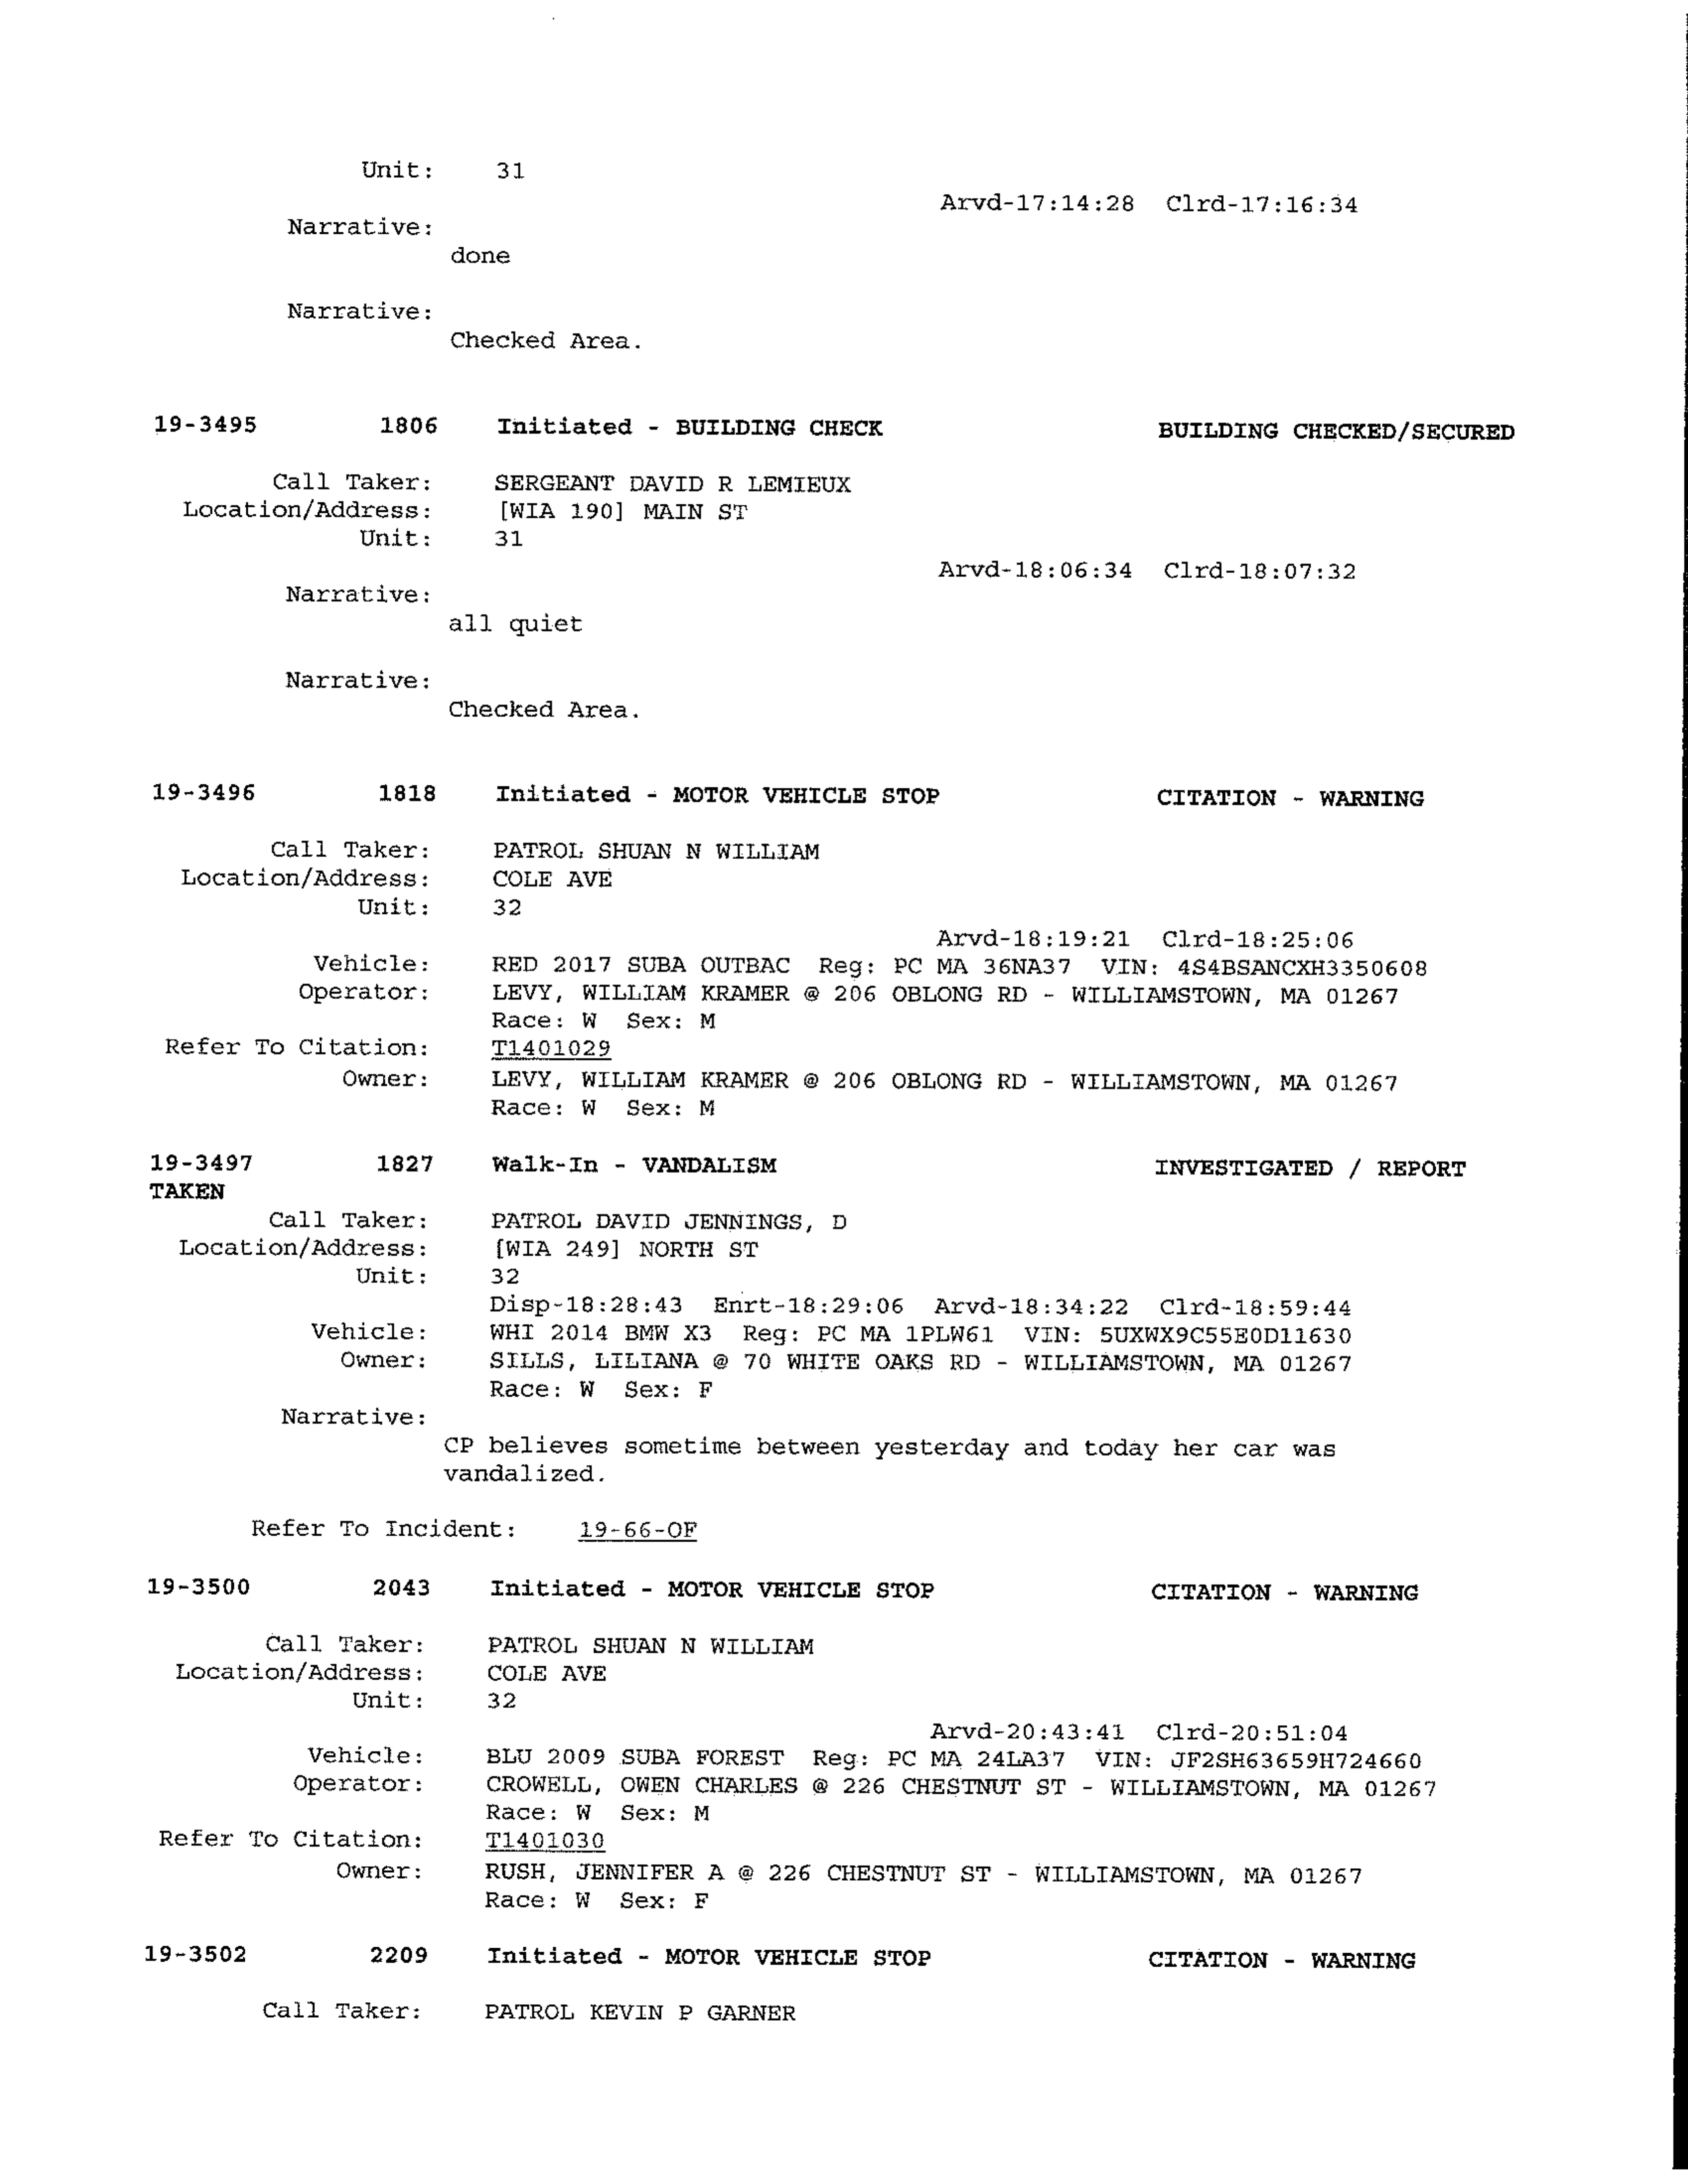 Unit: 31
Arvd-17:14:28 Clrd-17:16:34
Narrative:
done
Narrative:
Checked Area.
19-3495 1806 Initiated - BUILDING CHECK BUILDING CHECKED/SECURED
Call Taker: SERGEANT DAVID R LEMIEUX
Location/Address: [WIA 190] MAIN ST
Unit: 31
Arvd-18:06:34 Clrd-18:07:32
Narrative:
all quiet
Narrative:
Checked Area.
19-3496 1818 Initiated - MOTOR VEHICLE STOP CITATION - WARNING
Call Taker: PATROL SHUAN N WILLIAM
Location/Address: COLE AVE
Unit: 32
Arvd-18:19:21 Clrd-18:25:06
Vehicle: RED 2017 SUBA OUTBAC Reg: PC MA 36NA37 VIN: 4S4BSANCXH3350608
Operator: LEVY, WILLIAM KRAMER @ 206 OBLONG RD - WILLIAMSTOWN, MA 01267
Race: W Sex: M
Refer To Citation: T1401029
Owner: LEVY, WILLIAM KRAMER @ 206 OBLONG RD - WILLIAMSTOWN, MA 01267
Race: W Sex: M
19-3497 1827 Walk-In - VANDALISM INVESTIGATED / REPORT
TAKEN
Call Taker: PATROL DAVID JENNINGS, D
Location/Address: [WIA 249] NORTH ST
Unit: 32
Disp-18:28:43 Enrt-18:29:06 Arvd-18:34:22 Clrd-18:59:44
Vehicle: WHI 2014 BMW X3 Reg: PC MA 1PLW61 VIN: 5UXWX9C55E0D11630
Owner: SILLS, LILIANA @ 70 WHITE OAKS RD - WILLIAMSTOWN, MA 01267
Race: W Sex: F
Narrative:
CP believes sometime between yesterday and today her car was
vandalized.
Refer To Incident: 19-66-OF
19-3500 2043 Initiated - MOTOR VEHICLE STOP CITATION - WARNING
Call Taker: PATROL SHUAN N WILLIAM
Location/Address: COLE AVE
Unit: 32
Arvd-20:43:41 Clrd-20:51:04
Vehicle: BLU 2009 SUBA FOREST Reg: PC MA 24LA37 VIN: JF2SH63659H724660
Operator: CROWELL, OWEN CHARLES @ 226 CHESTNUT ST - WILLIAMSTOWN, MA 01267
Race: W Sex: M
Refer To Citation: T1401030
Owner: RUSH, JENNIFER A @ 226 CHESTNUT ST - WILLIAMSTOWN, MA 01267
Race: W Sex: F
19-3502 2209 Initiated - MOTOR VEHICLE STOP CITATION - WARNING
Call Taker: PATROL KEVIN P GARNER